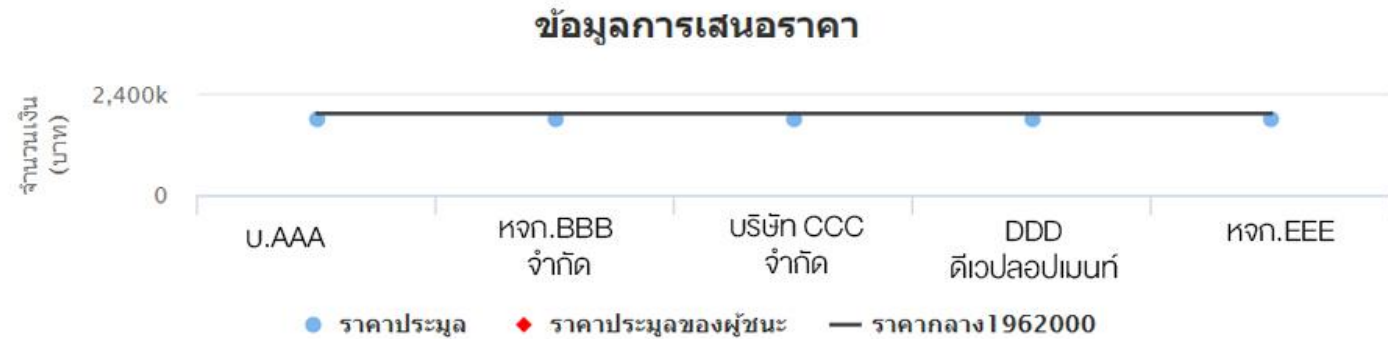 ข้อมูลการเสนอราคา
จำนวนเงิน
(บาท)
2,400k
0
บ.AAA
หจก.BBB
จำกัด
บริษัท CCC
จำกัด
DDD
ดีเวปลอปเมนท์
หจก.EEE
ราคาประมูล
ราคาประมูลของผู้ชนะ
ราคากลาง1962000